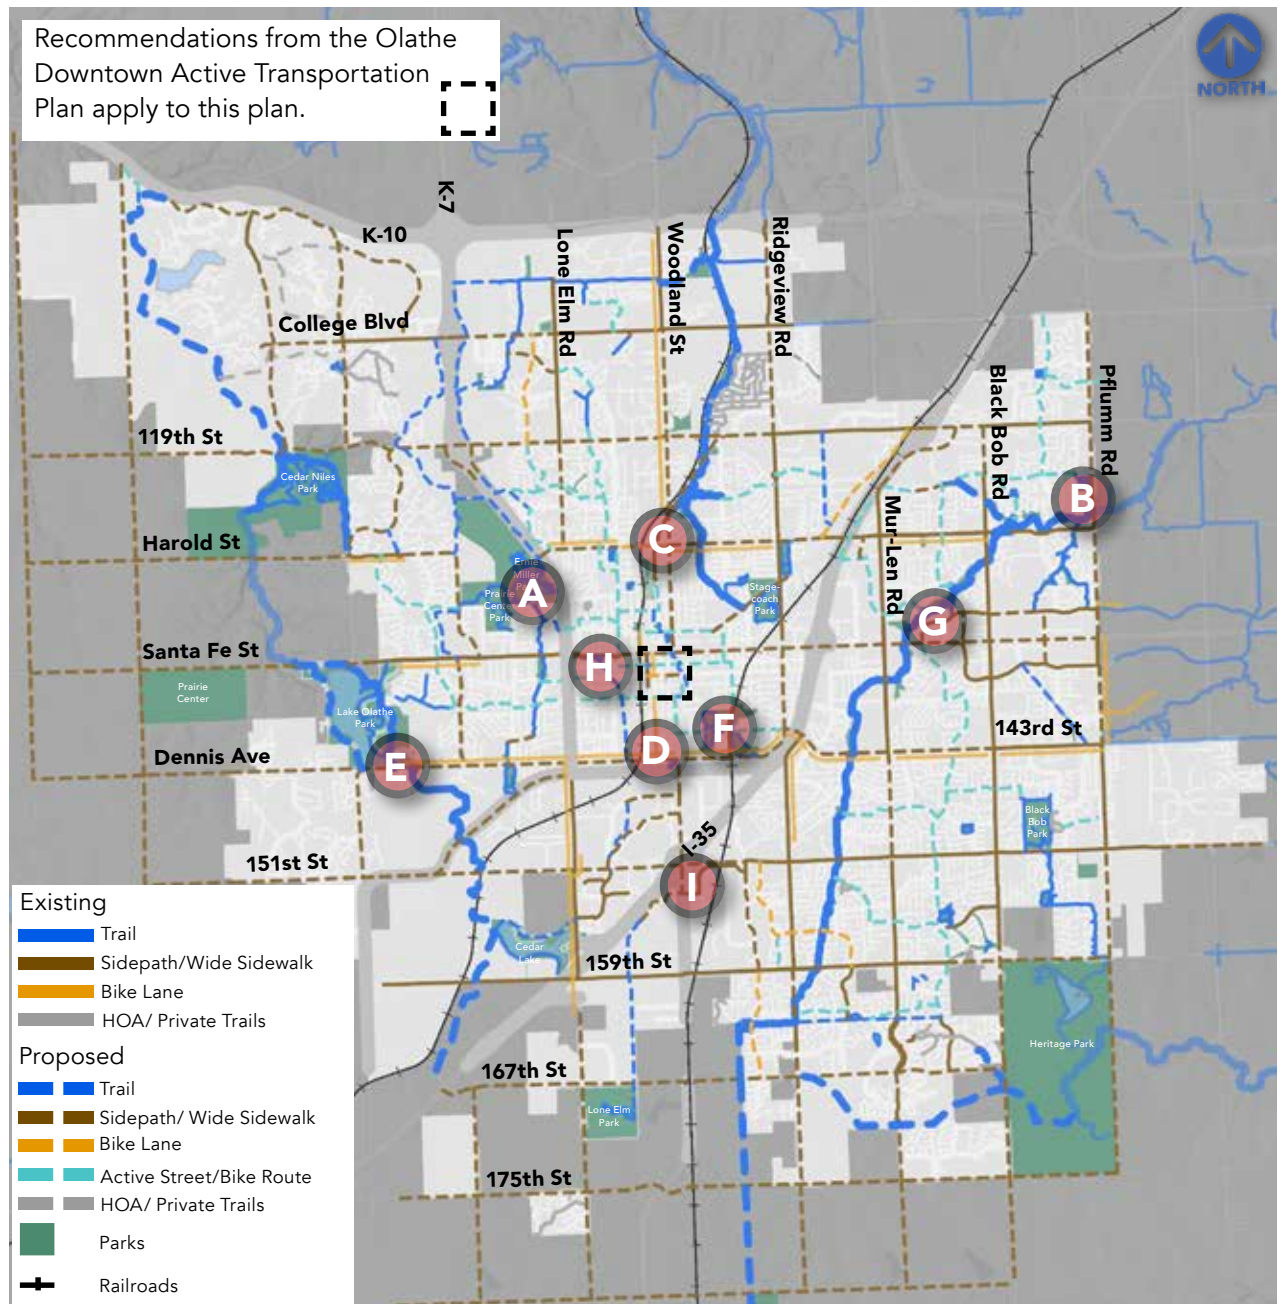 Recommendations from the Olathe
Downtown Active Transportation
Plan apply to this plan.
NORTH
K-7
K-10
Lone Elm Rd
Woodland St
Ridgeview Rd
College Blvd
Black Bob Rd
Pflumm Rd
119th St
Cedar Niles
Park
B
Mur-Len Rd
Harold St
C
Ernie
Miller
Park
A
Prairie
Center
Park
Stage-
coach
Park
G
Santa Fe St
H
Prairie
Center
Lake Olathe
Park
F
143rd St
D
Dennis Ave
E
Black
Bob
Park
I-35
151st St
I
Cedar
Lake
159th St
Heritage Park
167th St
Lone Elm
Park
175th St
Existing
Trail
Sidepath/Wide Sidewalk
Bike Lane
HOA/ Private Trails
Proposed
Trail
Sidepath/ Wide Sidewalk
Bike Lane
Active Street/Bike Route
HOA/ Private Trails
Parks
Railroads